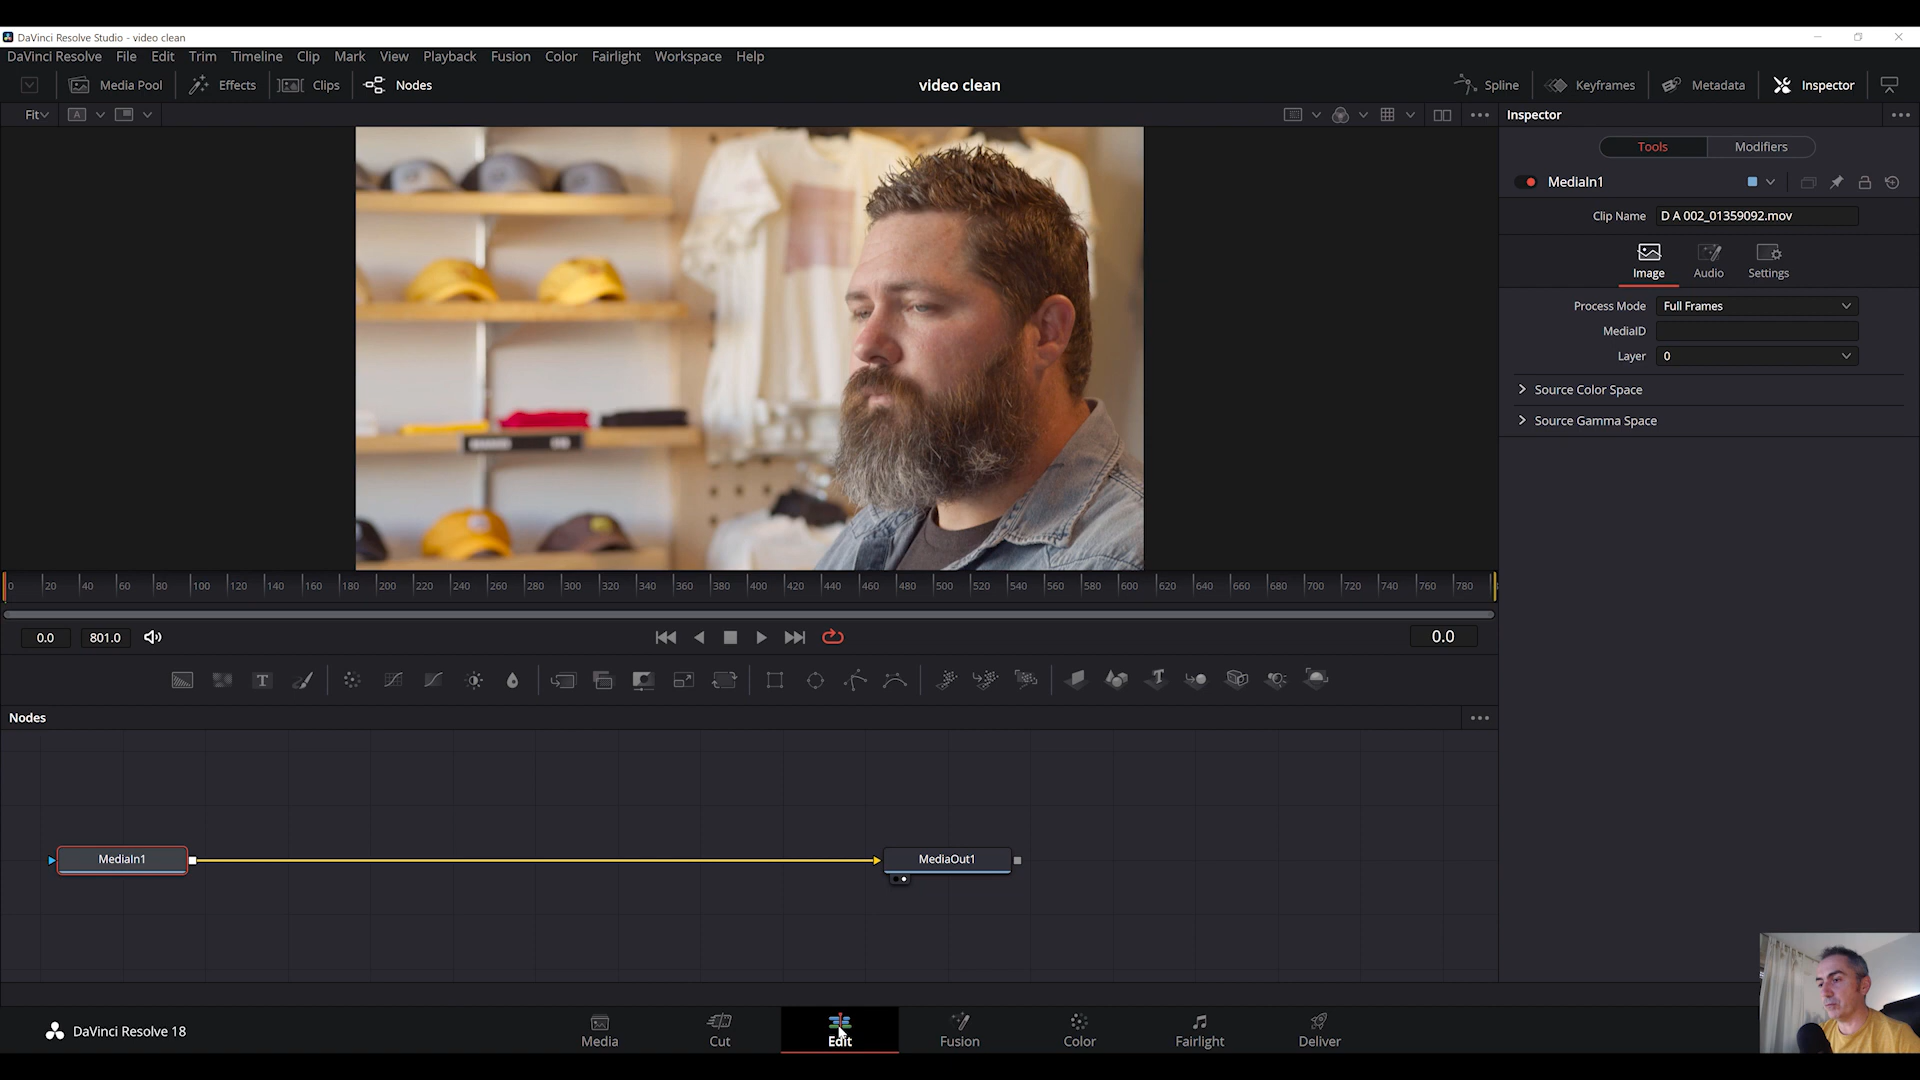 DaVinci Resolve Studio - video clean
DaVinci Resolve File Edit Trim Timeline Clip Mark View Playback Fusion Color Fairlight Workspace Help
Media Pool Effects Clips Nodes video clean Spline Keyframes Metadata Inspector
Fit A Inspector
Tools Modifiers
MediaIn1
Clip Name D A 002_01359092.mov
Image Audio Settings
Process Mode Full Frames
MediaID
Layer 0
Source Color Space
Source Gamma Space
0 20 40 60 80 100 120 140 160 180 200 220 240 260 280 300 320 340 360 380 400 420 440 460 480 500 520 540 560 580 600 620 640 660 680 700 720 740 760 780
0.0 801.0 0.0
T
Nodes
MediaIn1 MediaOut1
DaVinci Resolve 18 Media Cut Edit Fusion Color Fairlight Deliver